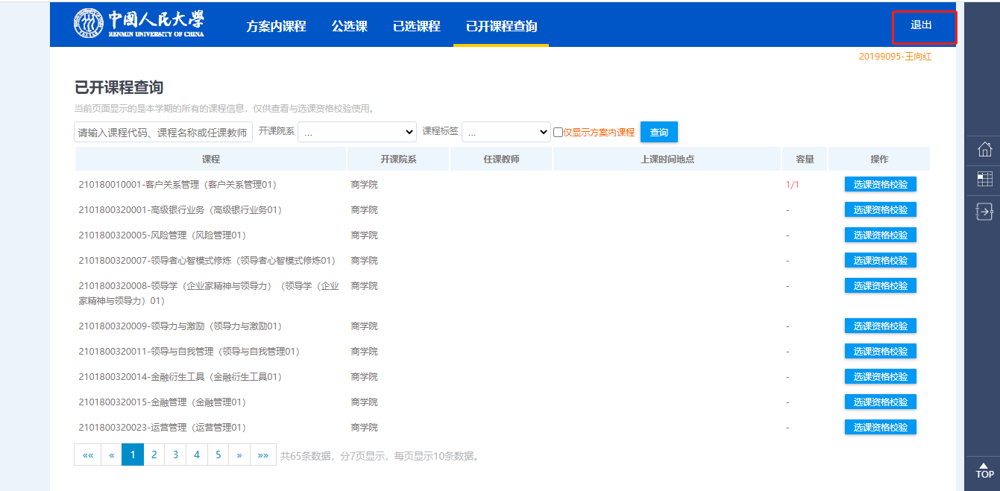 中国人民大学
RENMIN UNIVERSITY OF CHINA
方案内课程 公选课 已选课程 已开课程查询 退出
20199095-王向红
已开课程查询
当前页面显示的是本学期的所有的课程信息，仅供查看与选课资格校验使用。
请输入课程代码、课程名称或任课教师 开课院系 ... 课程标签 ... 仅显示方案内课程 查询
课程 开课院系 任课教师 上课时间地点 容量 操作
210180010001-客户关系管理（客户关系管理01） 商学院 1/1 选课资格校验
2101800320001-高级银行业务（高级银行业务01） 商学院 - 选课资格校验
2101800320005-风险管理（风险管理01） 商学院 - 选课资格校验
2101800320007-领导者心智模式修炼（领导者心智模式修炼01） 商学院 - 选课资格校验
2101800320008-领导学（企业家精神与领导力）（领导学（企业 商学院 - 选课资格校验
家精神与领导力）01）
2101800320009-领导力与激励（领导力与激励01） 商学院 - 选课资格校验
2101800320011-领导与自我管理（领导与自我管理01） 商学院 - 选课资格校验
2101800320014-金融衍生工具（金融衍生工具01） 商学院 - 选课资格校验
2101800320015-金融管理（金融管理01） 商学院 - 选课资格校验
2101800320023-运营管理（运营管理01） 商学院 - 选课资格校验
«« « 1 2 3 4 5 » »» 共65条数据，分7页显示，每页显示10条数据。
TOP